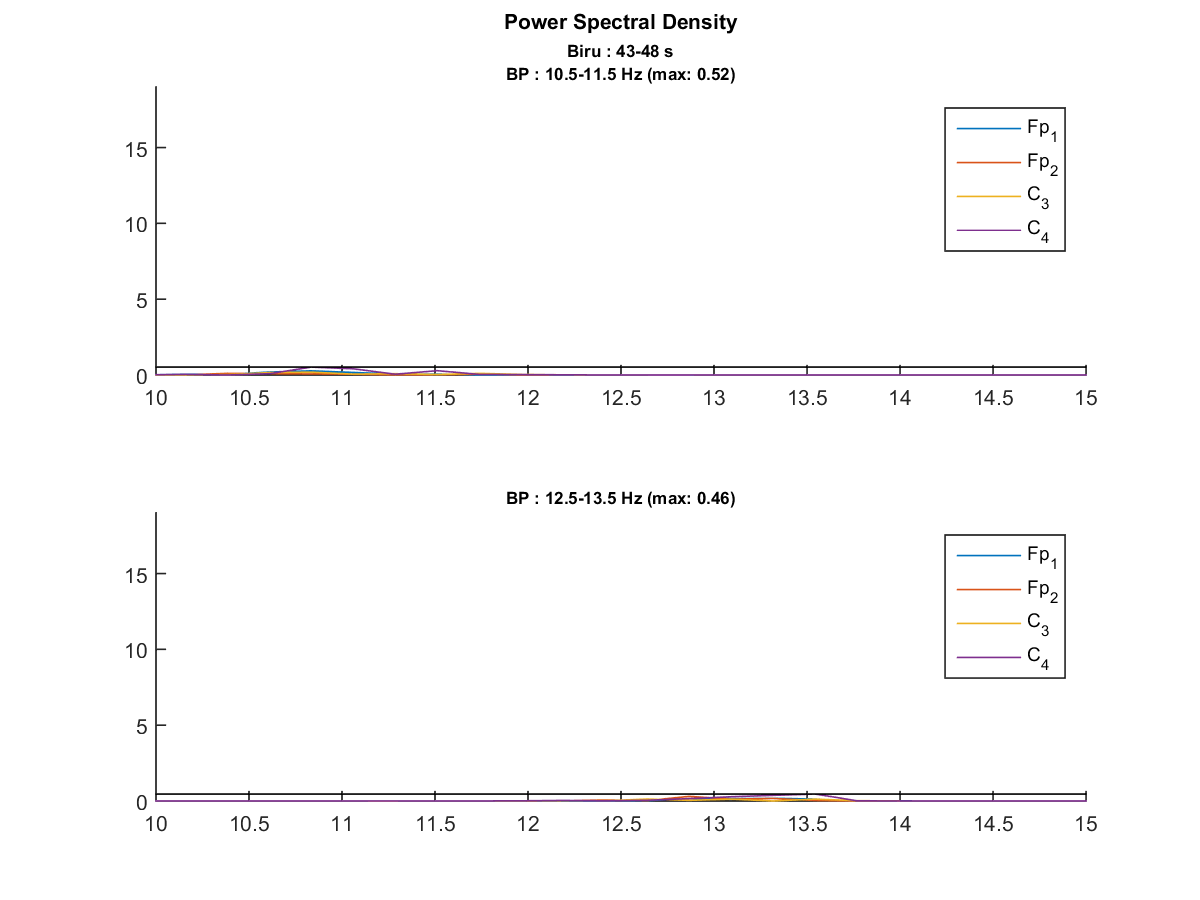 Power Spectral Density
Biru : 43-48 s
BP : 10.5-11.5 Hz (max: 0.52)
15
10
5
0
10 10.5 11 11.5 12 12.5 13 13.5 14 14.5 15
Fp1
Fp2
C3
C4
BP : 12.5-13.5 Hz (max: 0.46)
15
10
5
0
10 10.5 11 11.5 12 12.5 13 13.5 14 14.5 15
Fp1
Fp2
C3
C4